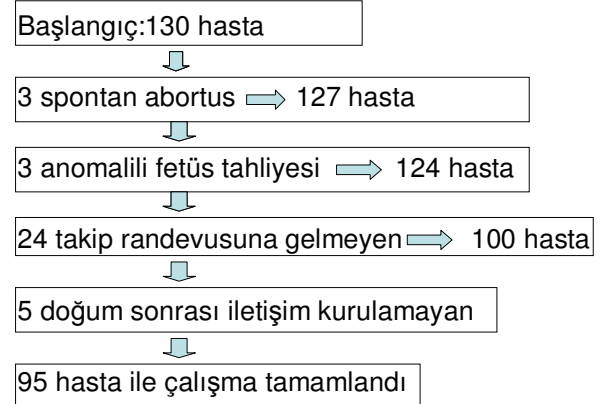 Başlangıç:130 hasta
3 spontan abortus 127 hasta
3 anomalili fetüs tahliyesi 124 hasta
24 takip randevusuna gelmeyen 100 hasta
5 doğum sonrası iletişim kurulamayan
95 hasta ile çalışma tamamlandı